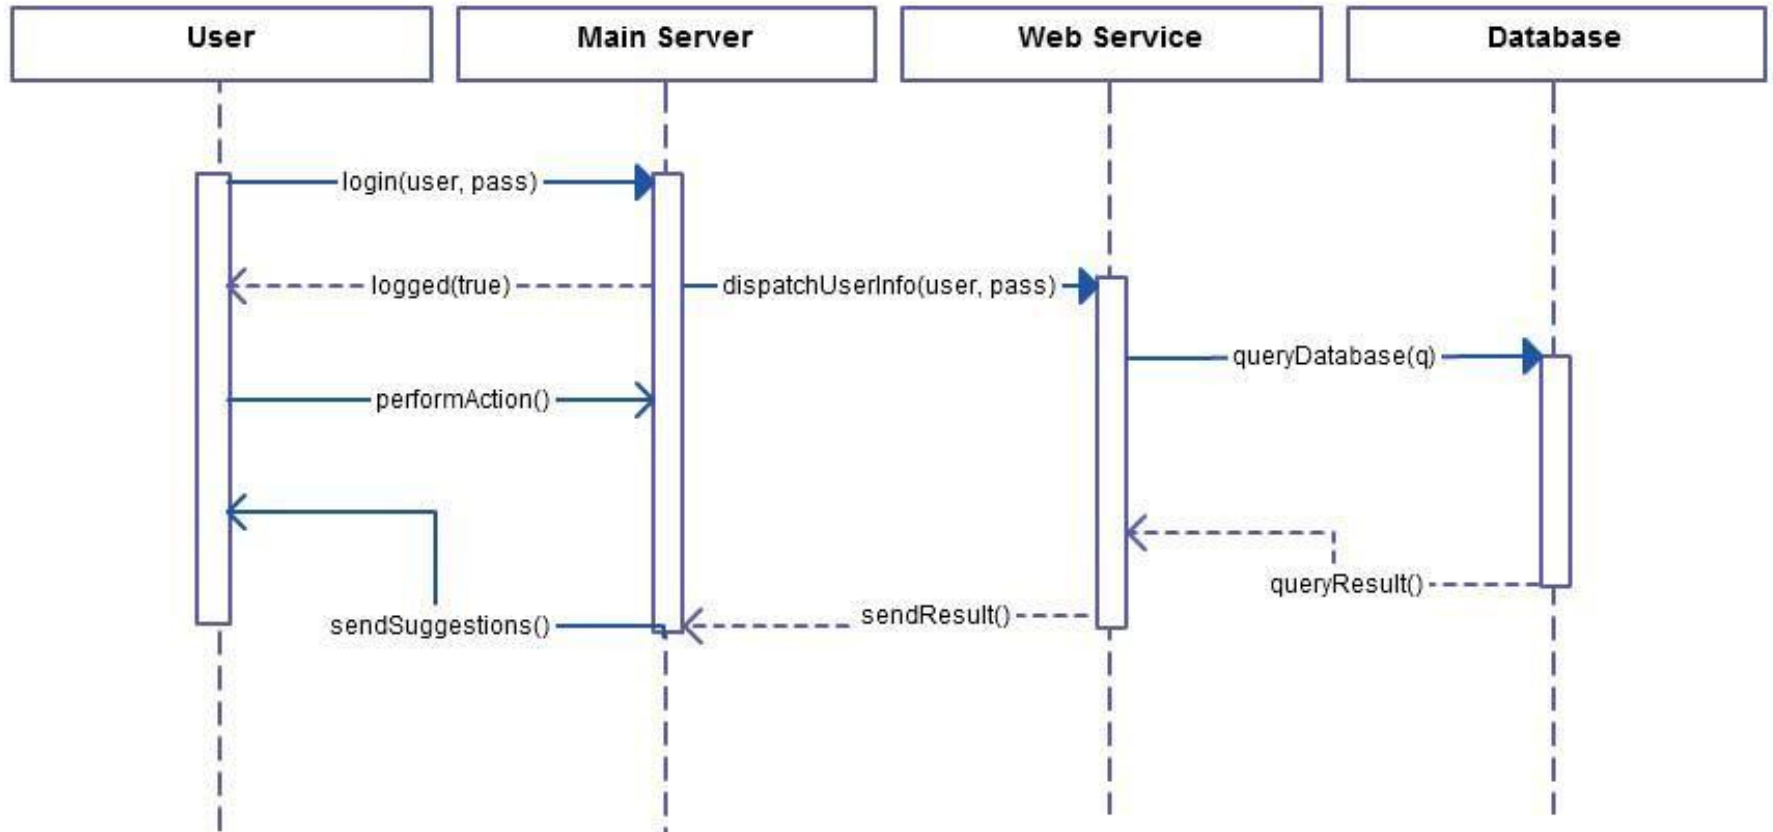 User
Main Server
Web Service
Database
login(user, pass)
logged(true)
dispatchUserInfo(user, pass)
queryDatabase(q)
performAction()
queryResult()
sendResult()
sendSuggestions()